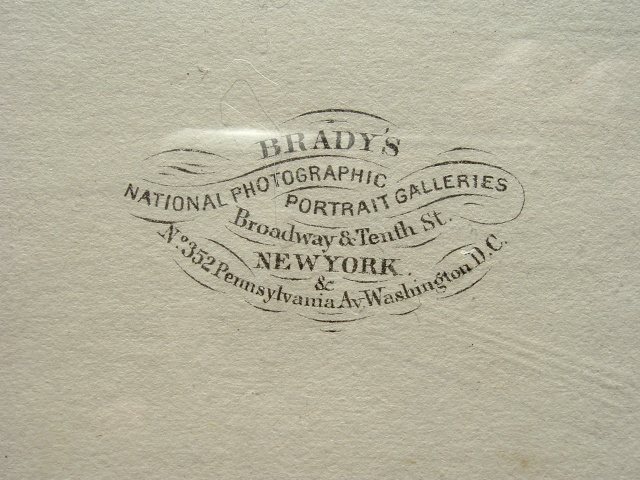 BRADY'S
NATIONAL PHOTOGRAPHIC
PORTRAIT GALLERIES
Broadway & Tenth St.
NEW YORK.
&
No. 352 Pennsylvania Av. Washington D.C.